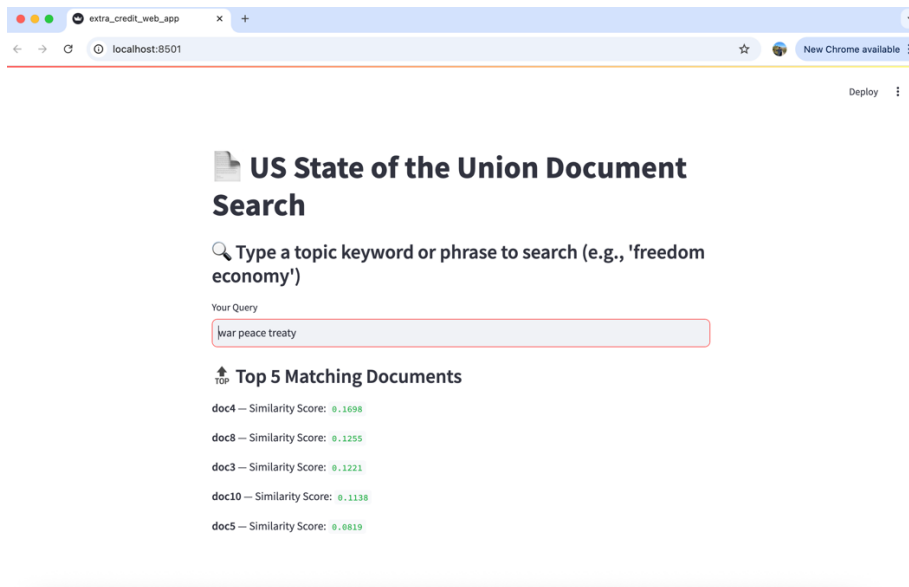 extra_credit_web_app
localhost:8501
New Chrome available
Deploy
US State of the Union Document
Search
Type a topic keyword or phrase to search (e.g., 'freedom
economy')
Your Query
war peace treaty
TOP Top 5 Matching Documents
doc4 — Similarity Score: 0.1698
doc8 — Similarity Score: 0.1255
doc3 — Similarity Score: 0.1221
doc10 — Similarity Score: 0.1138
doc5 — Similarity Score: 0.0819